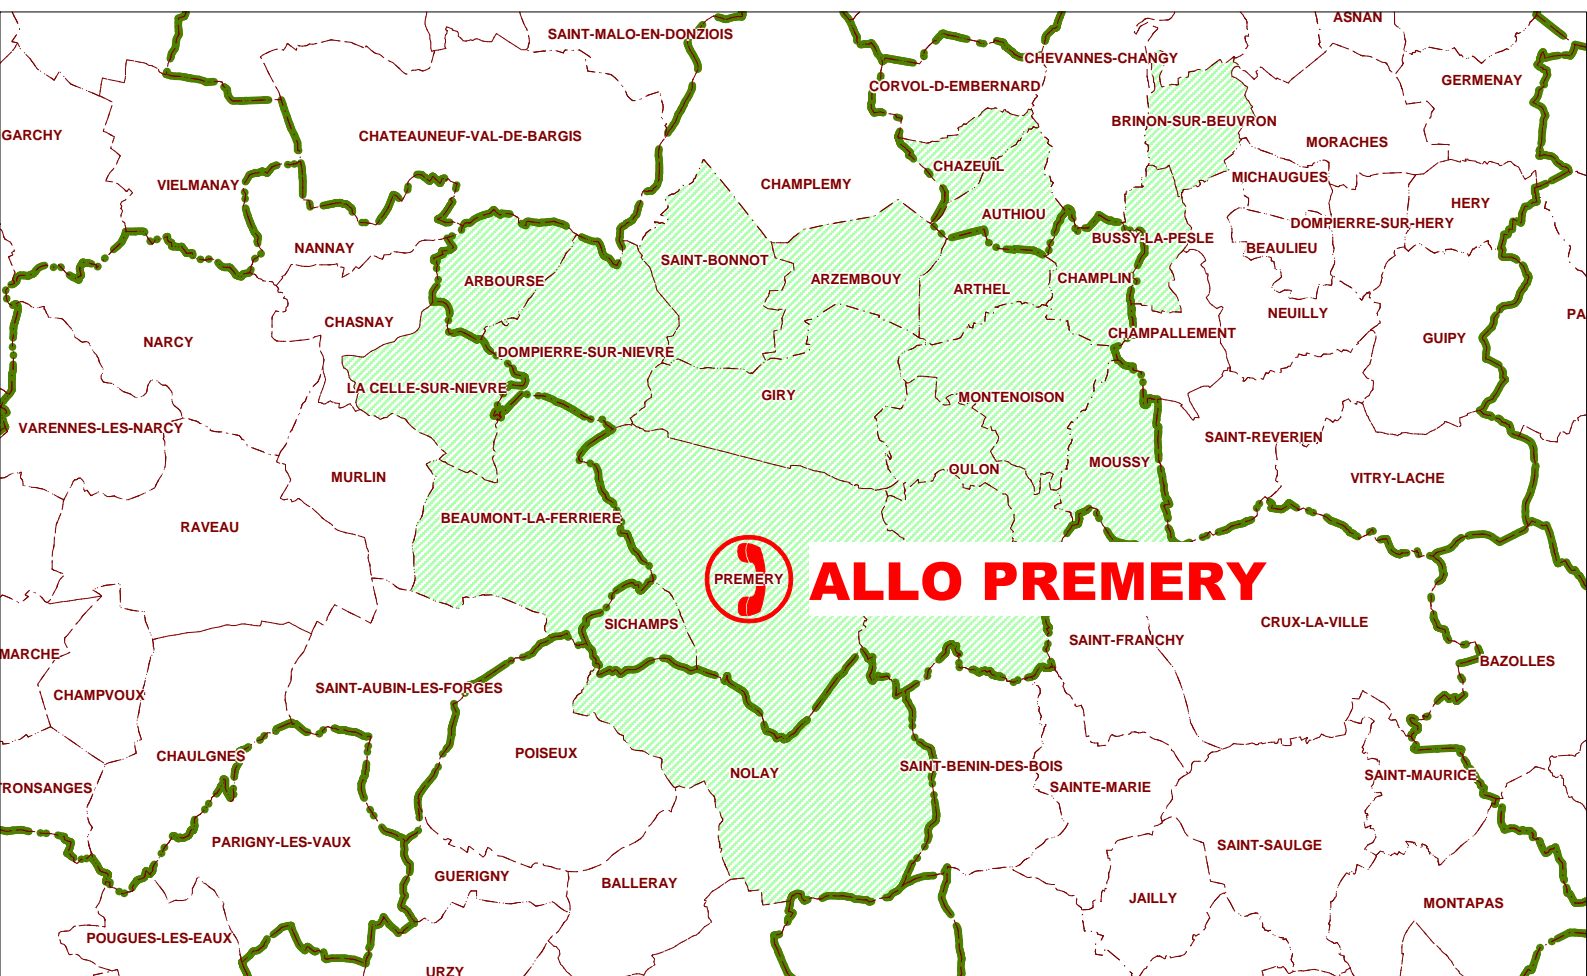 ASNAN
SAINT-MALO-EN-DONZIOIS
CHEVANNES-CHANGY
GERMENAY
CORVOL-D-EMBERNARD
BRINON-SUR-BEUVRON
GARCHY
CHATEAUNEUF-VAL-DE-BARGIS
MORACHES
CHAZEUIL
MICHAUGUES
VIELMANAY
CHAMPLEMY
HERY
AUTHIOU
DOMPIERRE-SUR-HERY
BUSSY-LA-PESLE
NANNAY
BEAULIEU
SAINT-BONNOT
ARBOURSE
ARZEMBOUY
CHAMPLIN
ARTHEL
NEUILLY
PA
CHASNAY
CHAMPALLEMENT
NARCY
GUIPY
DOMPIERRE-SUR-NIEVRE
LA CELLE-SUR-NIEVRE
GIRY
MONTENOISON
VARENNES-LES-NARCY
SAINT-REVERIEN
MOUSSY
OULON
MURLIN
VITRY-LACHE
BEAUMONT-LA-FERRIERE
RAVEAU
PREMERY
ALLO PREMERY
SICHAMPS
CRUX-LA-VILLE
SAINT-FRANCHY
MARCHE
BAZOLLES
SAINT-AUBIN-LES-FORGES
CHAMPVOUX
POISEUX
CHAULGNES
SAINT-BENIN-DES-BOIS
NOLAY
SAINT-MAURICE
TRONSANGES
SAINTE-MARIE
PARIGNY-LES-VAUX
SAINT-SAULGE
GUERIGNY
BALLERAY
JAILLY
MONTAPAS
POUGUES-LES-EAUX
URZY